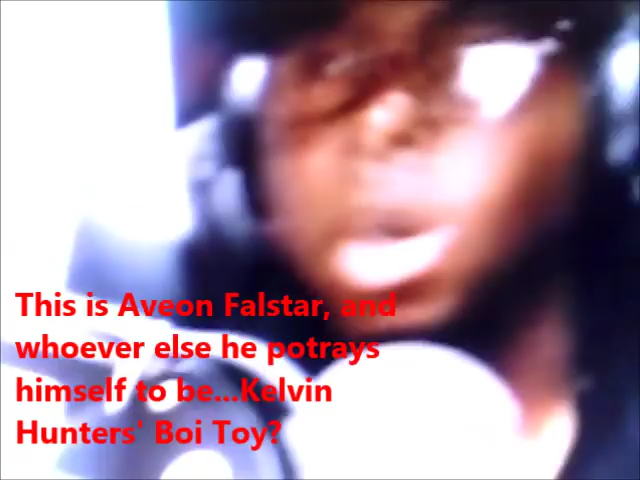 This is Aveon Falstar, and
whoever else he potrays
himself to be...Kelvin
Hunters' Boi Toy?